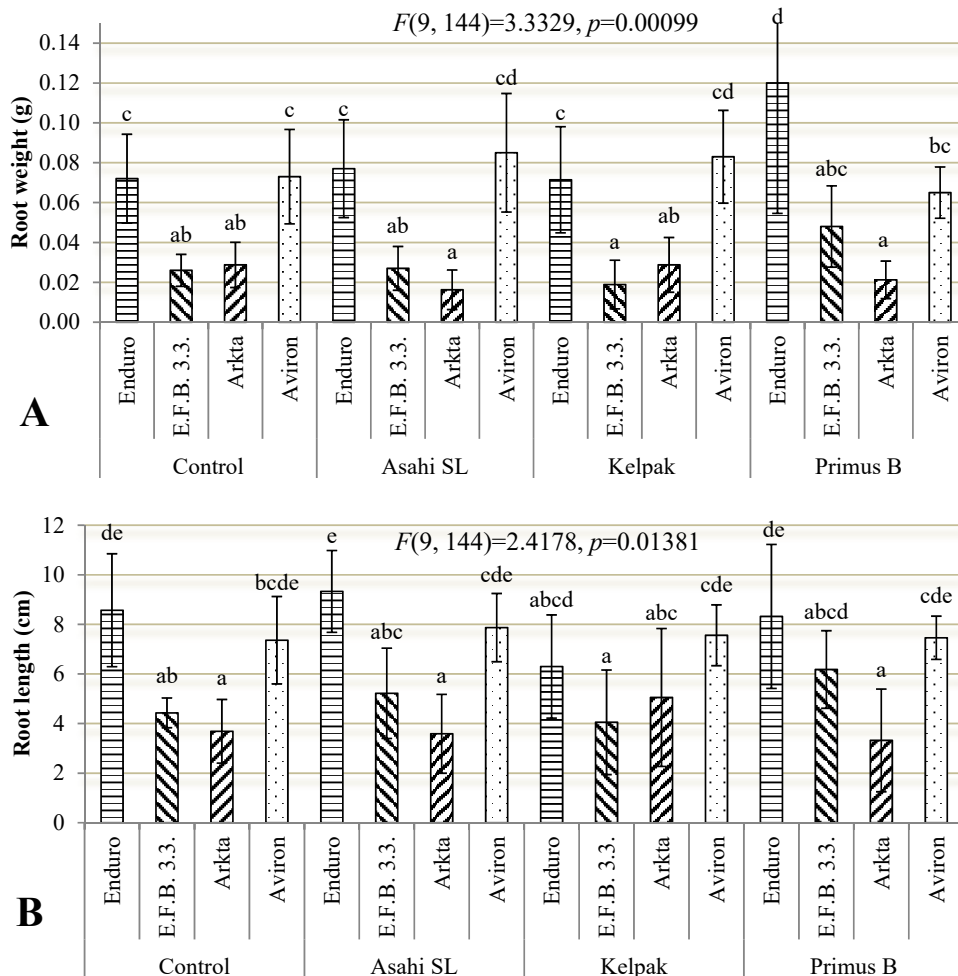 F(9, 144)=3.3329, p=0.00099
Root weight (g)
0.14
0.12
0.10
0.08
0.06
0.04
0.02
0.00
c ab ab c c ab a cd c a ab cd d abc a bc
Enduro E.F.B. 3.3. Arkta Aviron Enduro E.F.B. 3.3. Arkta Aviron Enduro E.F.B. 3.3. Arkta Aviron Enduro E.F.B. 3.3. Arkta Aviron
Control Asahi SL Kelpak Primus B
A
F(9, 144)=2.4178, p=0.01381
Root length (cm)
12
10
8
6
4
2
0
de ab a bcde e abc a cde abcd a abc cde de abcd a cde
Enduro E.F.B. 3.3. Arkta Aviron Enduro E.F.B. 3.3. Arkta Aviron Enduro E.F.B. 3.3. Arkta Aviron Enduro E.F.B. 3.3. Arkta Aviron
Control Asahi SL Kelpak Primus B
B